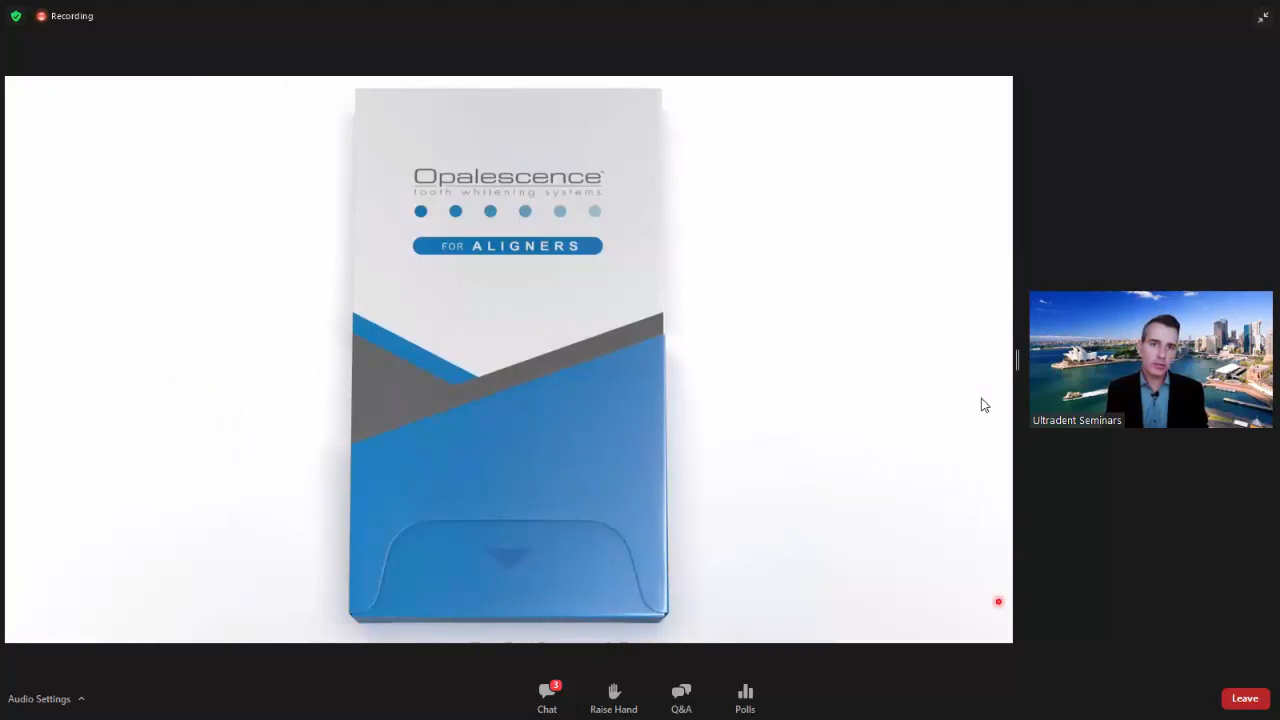 Recording
Opalescence®
tooth whitening systems
FOR ALIGNERS
Ultradent Seminars
Audio Settings
3
Chat
Raise Hand
Q&A
Polls
Leave